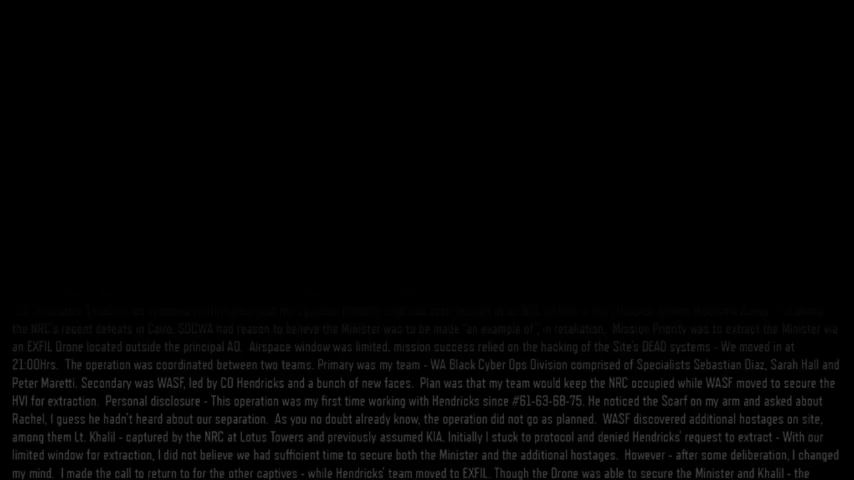 the NRC's recent defeats in Cairo, SOCWA had reason to believe the Minister was to be made "an example of", in retaliation.  Mission Priority was to extract the Minister via
an EXFIL Drone located outside the principal AO.  Airspace window was limited, mission success relied on the hacking of the Site's DEAD systems - We moved in at
21:00Hrs.  The operation was coordinated between two teams. Primary was my team - WA Black Cyber Ops Division comprised of Specialists Sebastian Diaz, Sarah Hall and
Peter Maretti. Secondary was WASF, led by CO Hendricks and a bunch of new faces.  Plan was that my team would keep the NRC occupied while WASF moved to secure the
HVI for extraction.  Personal disclosure - This operation was my first time working with Hendricks since #61-63-68-75. He noticed the Scarf on my arm and asked about
Rachel, I guess he hadn't heard about our separation.  As you no doubt already know, the operation did not go as planned.  WASF discovered additional hostages on site,
among them Lt. Khalil - captured by the NRC at Lotus Towers and previously assumed KIA. Initially I stuck to protocol and denied Hendricks' request to extract - With our
limited window for extraction, I did not believe we had sufficient time to secure both the Minister and the additional hostages.  However - after some deliberation, I changed
my mind.  I made the call to return to for the other captives - while Hendricks' team moved to EXFIL.  Though the Drone was able to secure the Minister and Khalil - the